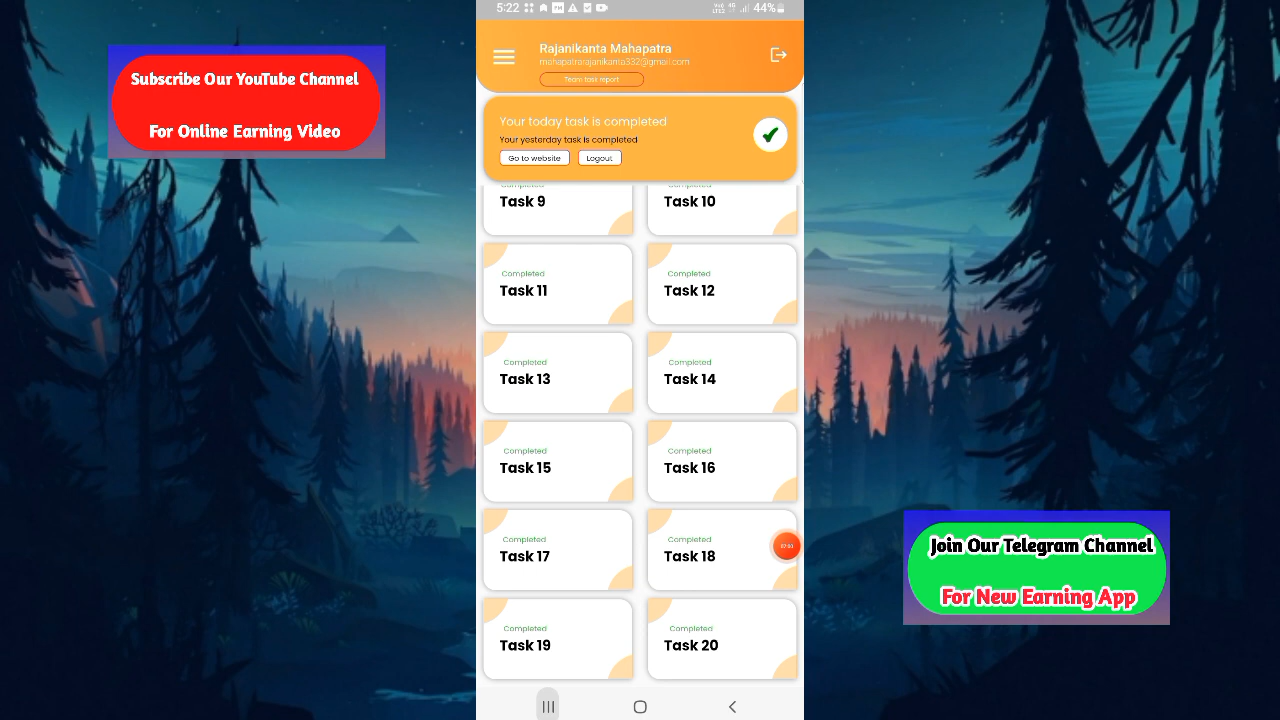 Subscribe Our YouTube Channel
For Online Earning Video
5:22
44%
Rajanikanta Mahapatra
mahapatrarajanikanta332@gmail.com
Team task report
Your today task is completed
Your yesterday task is completed
Go to website
Logout
Completed
Completed
Task 9
Task 10
Completed
Completed
Task 11
Task 12
Completed
Completed
Task 13
Task 14
Completed
Completed
Task 15
Task 16
Completed
Completed
Task 17
Task 18
Completed
Completed
Task 19
Task 20
Join Our Telegram Channel
For New Earning App